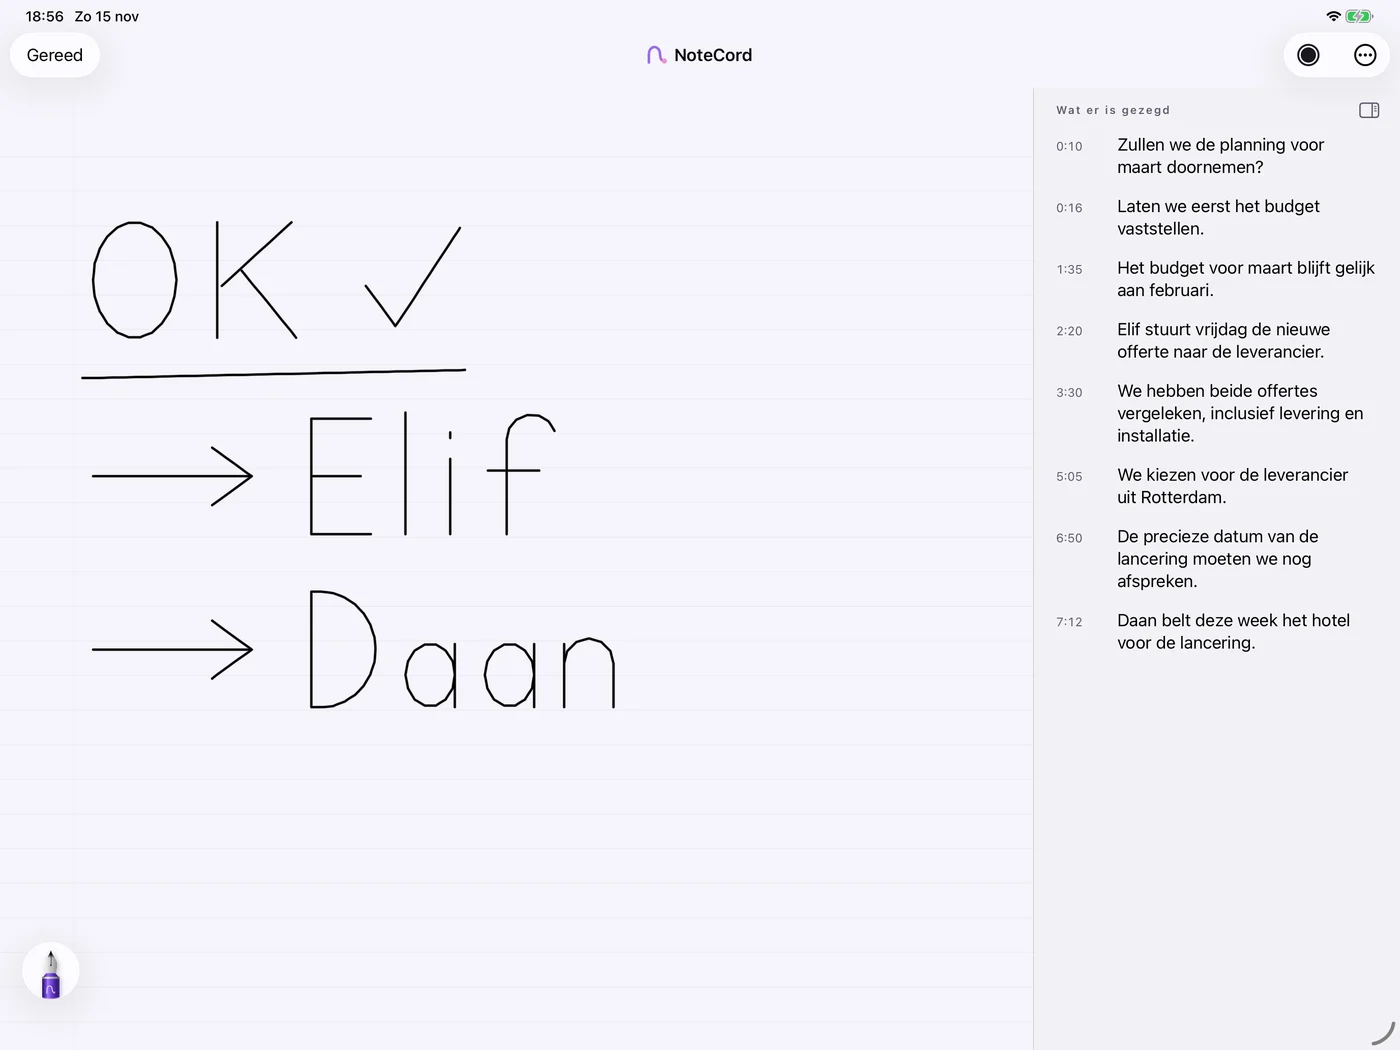 18:56 Zo 15 nov
Gereed
NoteCord
OK ✓
→ Elif
→ Daan
Wat er is gezegd
0:10 Zullen we de planning voor
maart doornemen?
0:16 Laten we eerst het budget
vaststellen.
1:35 Het budget voor maart blijft gelijk
aan februari.
2:20 Elif stuurt vrijdag de nieuwe
offerte naar de leverancier.
3:30 We hebben beide offertes
vergeleken, inclusief levering en
installatie.
5:05 We kiezen voor de leverancier
uit Rotterdam.
6:50 De precieze datum van de
lancering moeten we nog
afspreken.
7:12 Daan belt deze week het hotel
voor de lancering.